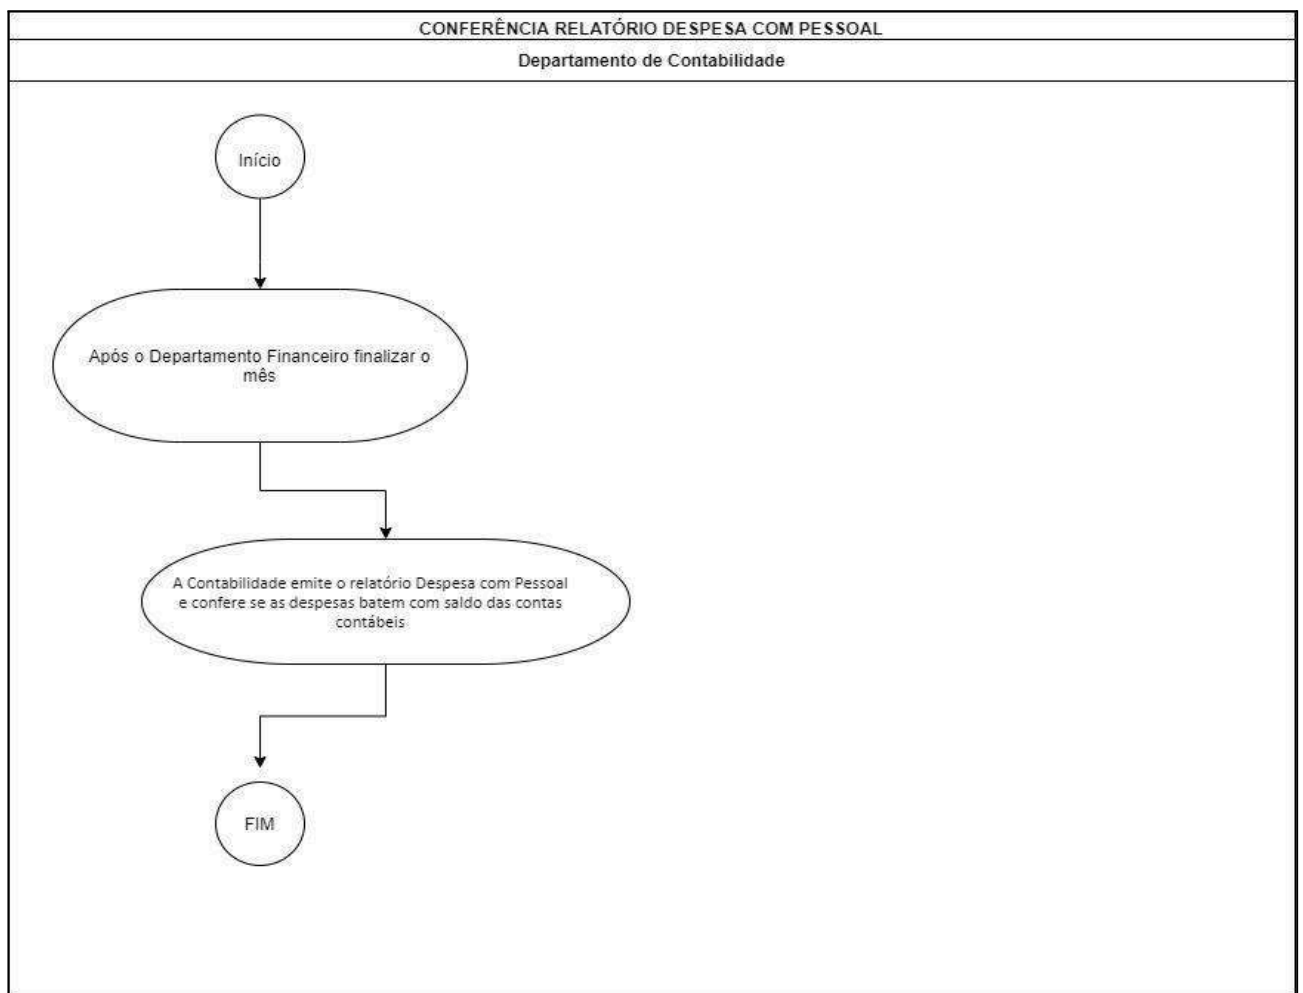 CONFERÊNCIA RELATÓRIO DESPESA COM PESSOAL
Departamento de Contabilidade
Início
Após o Departamento Financeiro finalizar o
mês
A Contabilidade emite o relatório Despesa com Pessoal
e confere se as despesas batem com saldo das contas
contábeis
FIM